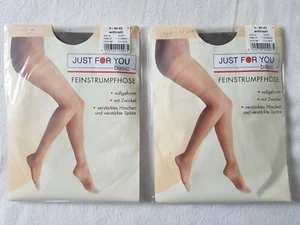 JUST FOR YOU
basic
FEINSTRUMPFHOSE
• vollgeformt
• mit Zwickel
• verstärktes Höschen
und verstärkte Spitze
JUST FOR YOU
basic
FEINSTRUMPFHOSE
• vollgeformt
• mit Zwickel
• verstärktes Höschen
und verstärkte Spitze